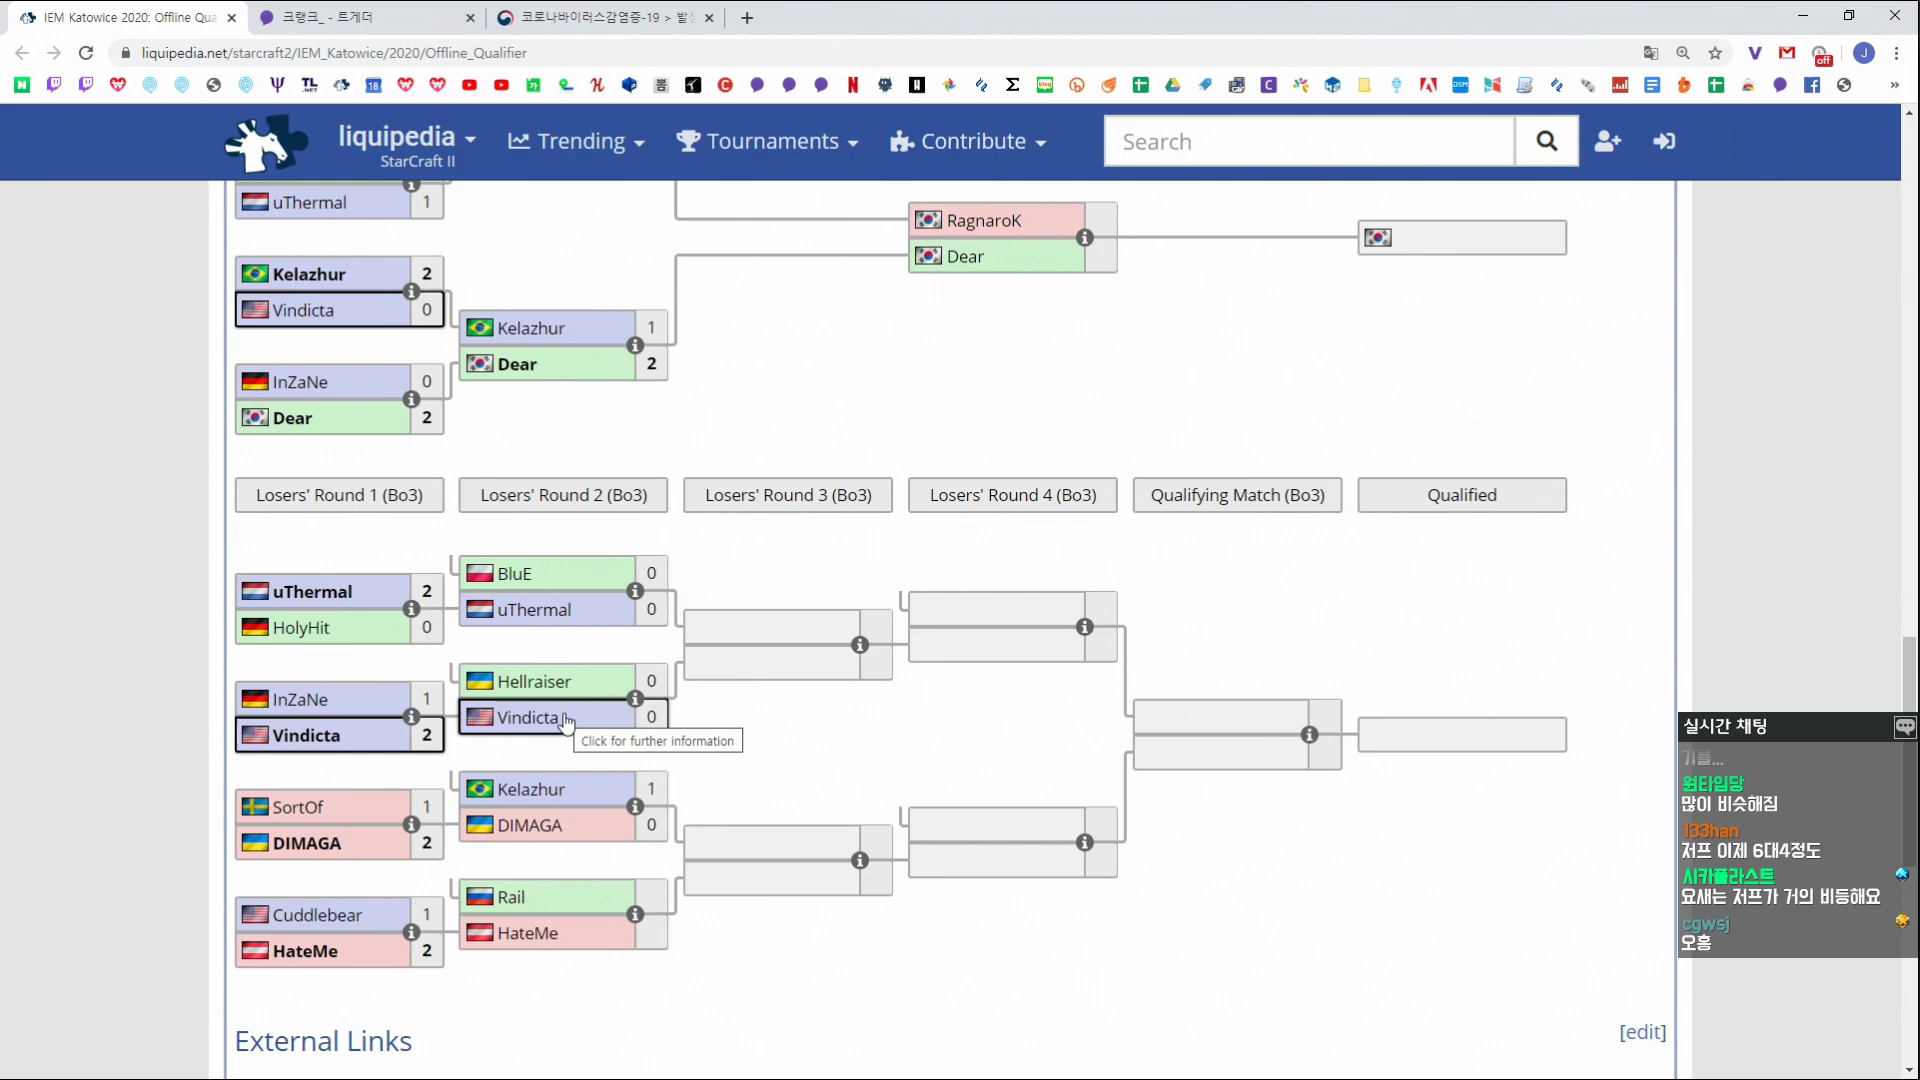 IEM Katowice 2020: Offline Qua
크랭크_ - 트게더
코로나바이러스감염증-19 > 발
liquipedia.net/starcraft2/IEM_Katowice/2020/Offline_Qualifier
off
J
liquipedia
StarCraft II
Trending
Tournaments
Contribute
Search
uThermal 1
RagnaroK
Dear
Kelazhur 2
Vindicta 0
Kelazhur 1
Dear 2
InZaNe 0
Dear 2
Losers' Round 1 (Bo3)
Losers' Round 2 (Bo3)
Losers' Round 3 (Bo3)
Losers' Round 4 (Bo3)
Qualifying Match (Bo3)
Qualified
BluE 0
uThermal 0
uThermal 2
HolyHit 0
Hellraiser 0
Vindicta 0
InZaNe 1
Vindicta 2
Click for further information
Kelazhur 1
DIMAGA 0
SortOf 1
DIMAGA 2
Rail
HateMe
Cuddlebear 1
HateMe 2
External Links
[edit]
실시간 채팅
기를...
원타입당
많이 비슷해짐
133han
저프 이제 6대4정도
시카플라스트
요새는 저프가 거의 비등해요
cgwsj
오홍